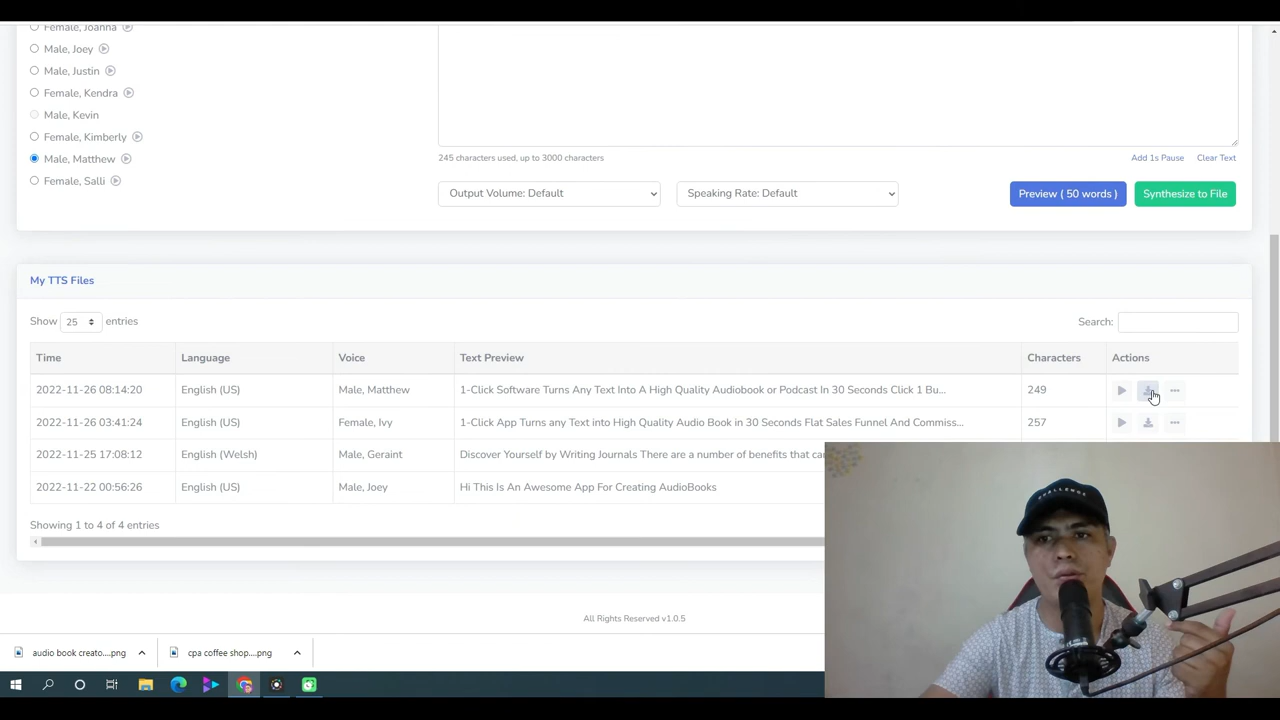 Female, Joanna
Male, Joey
Male, Justin
Female, Kendra
Male, Kevin
Female, Kimberly
Male, Matthew
Female, Salli
245 characters used, up to 3000 characters
Add 1s Pause Clear Text
Output Volume: Default Speaking Rate: Default Preview ( 50 words ) Synthesize to File
My TTS Files
Show 25 entries Search:
Time Language Voice Text Preview Characters Actions
2022-11-26 08:14:20 English (US) Male, Matthew 1-Click Software Turns Any Text Into A High Quality Audiobook or Podcast In 30 Seconds Click 1 Bu... 249
2022-11-26 03:41:24 English (US) Female, Ivy 1-Click App Turns any Text into High Quality Audio Book in 30 Seconds Flat Sales Funnel And Commiss... 257
2022-11-25 17:08:12 English (Welsh) Male, Geraint Discover Yourself by Writing Journals There are a number of benefits that
2022-11-22 00:56:26 English (US) Male, Joey Hi This Is An Awesome App For Creating AudioBooks
Showing 1 to 4 of 4 entries
All Rights Reserved v1.0.5
audio book creato....png cpa coffee shop....png
CHALLENGE